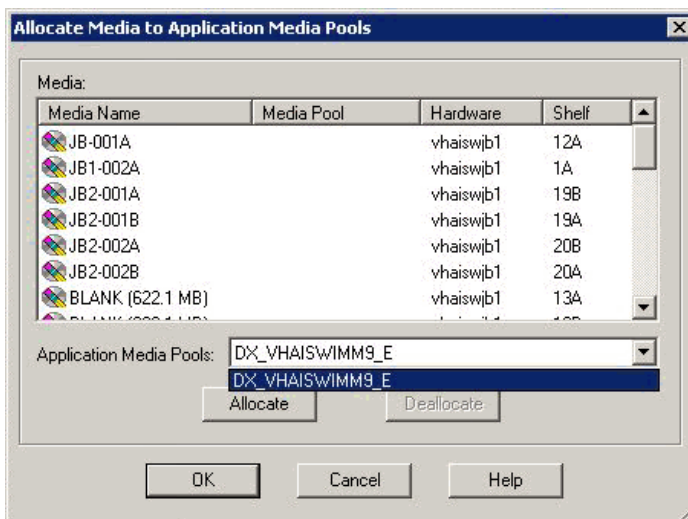 Allocate Media to Application Media Pools
Media:
Media Name Media Pool Hardware Shelf
JB-001A vhaiswjb1 12A
JB1-002A vhaiswjb1 1A
JB2-001A vhaiswjb1 19B
JB2-001B vhaiswjb1 19A
JB2-002A vhaiswjb1 20B
JB2-002B vhaiswjb1 20A
BLANK (622.1 MB) vhaiswjb1 13A
Application Media Pools: DX_VHAISWIMM9_E
DX_VHAISWIMM9_E
Allocate Deallocate
OK Cancel Help